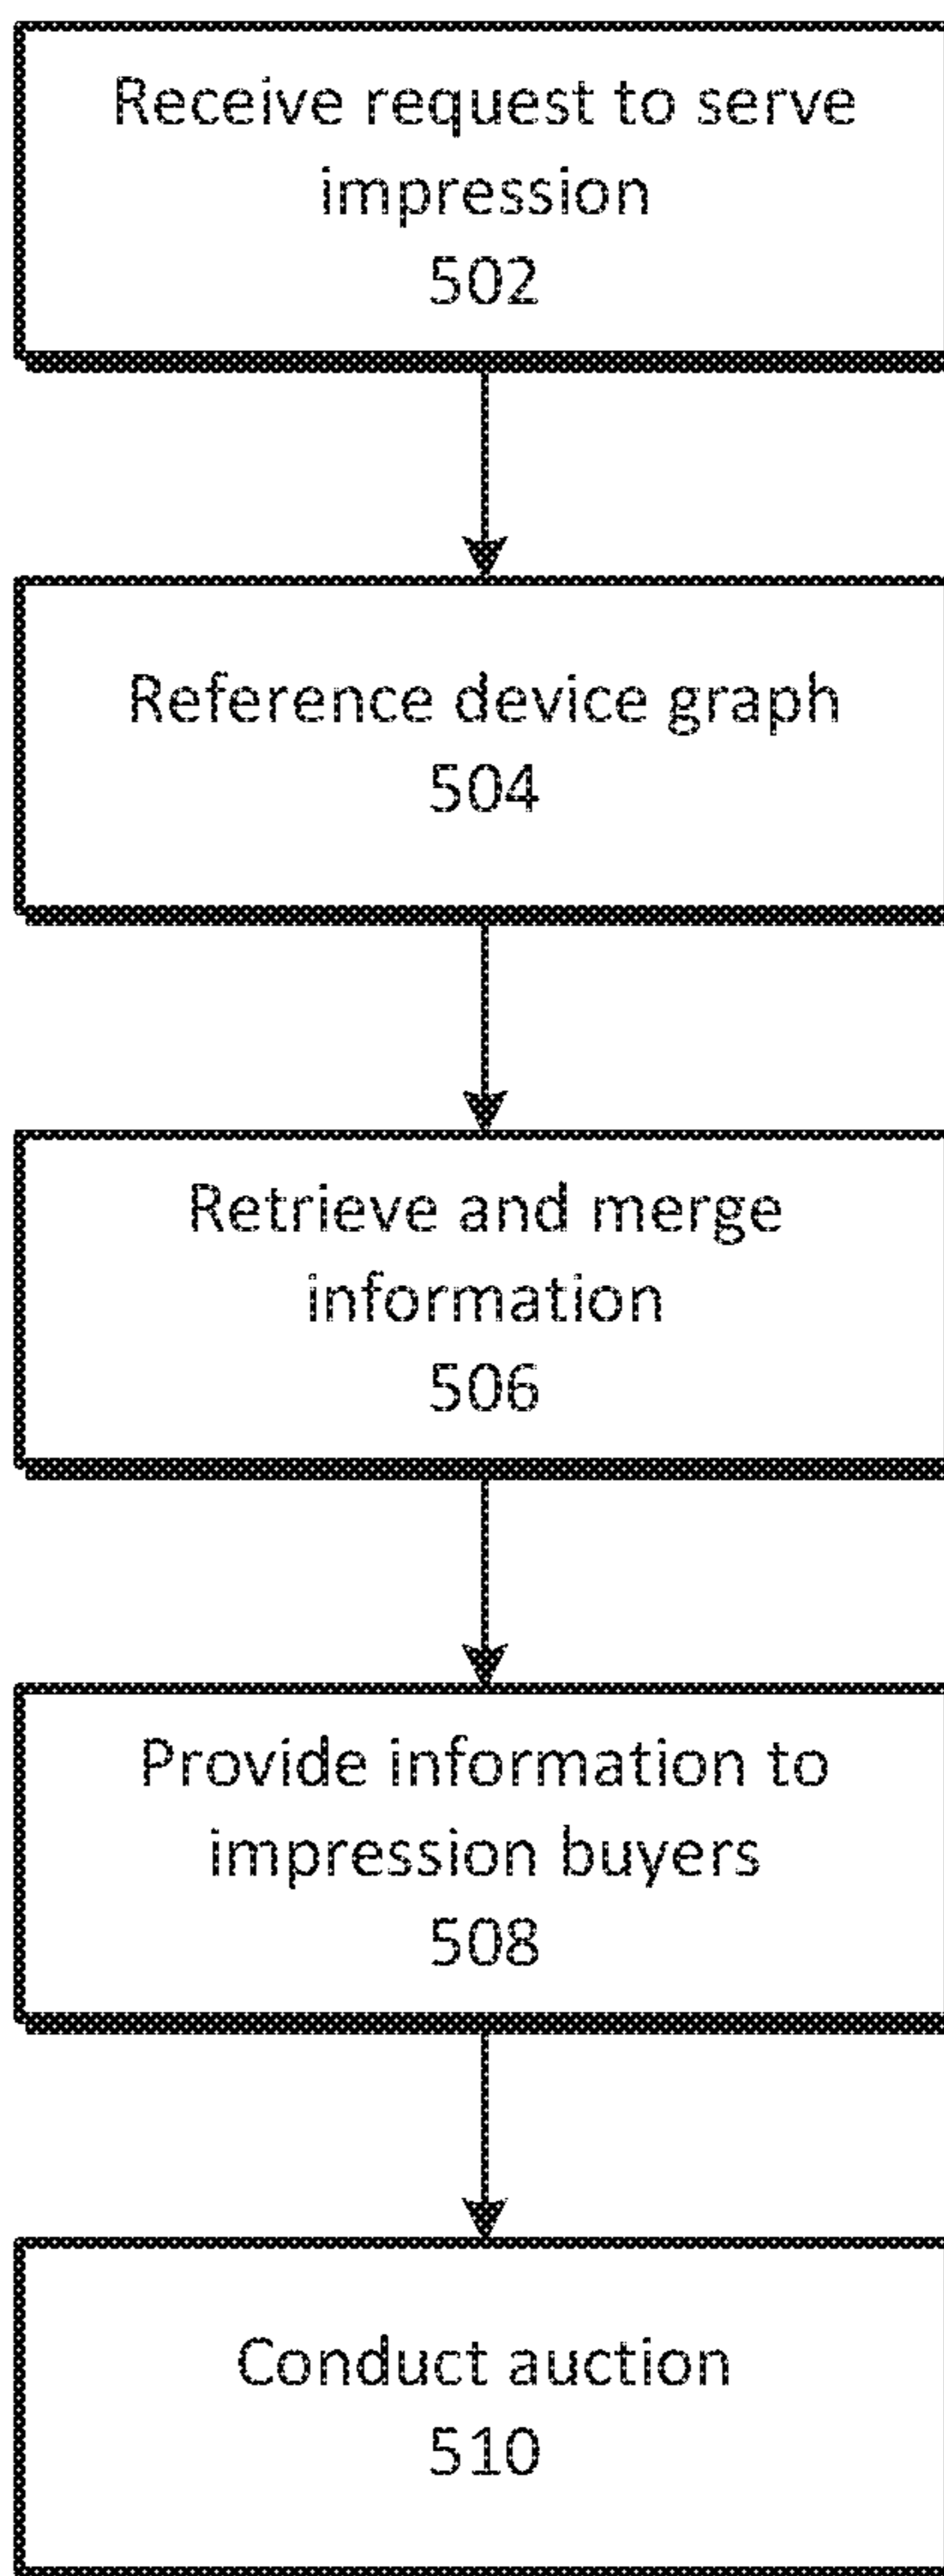 Receive request to serve
impression
502
Reference device graph
504
Retrieve and merge
information
506
Provide information to
impression buyers
508
Conduct auction
510